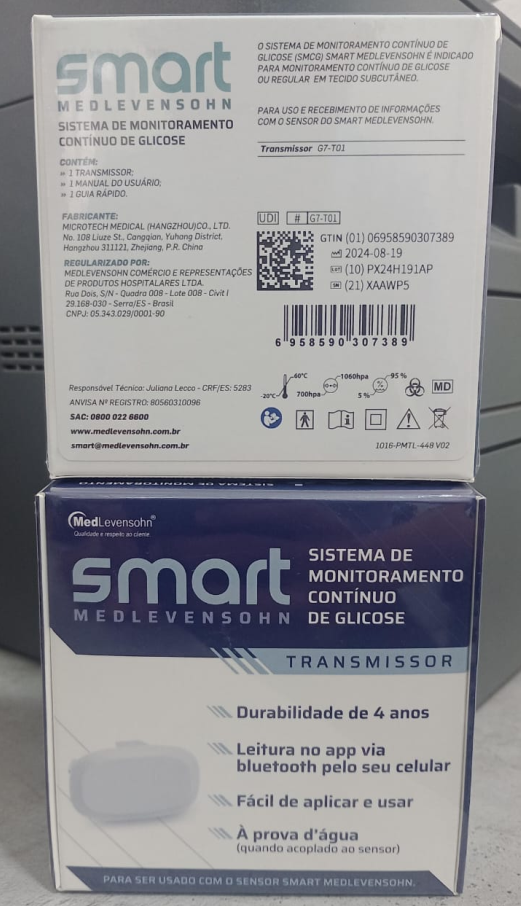 smart
MEDLEVENSOHN
SISTEMA DE MONITORAMENTO
CONTÍNUO DE GLICOSE
CONTÉM:
» 1 TRANSMISSOR;
» 1 MANUAL DO USUÁRIO;
» 1 GUIA RÁPIDO.
FABRICANTE:
MICROTECH MEDICAL (HANGZHOU)CO., LTD.
No. 108 Liuze St., Cangqian, Yuhang District,
Hangzhou 311121, Zhejiang, P.R. China
REGULARIZADO POR:
MEDLEVENSOHN COMÉRCIO E REPRESENTAÇÕES
DE PRODUTOS HOSPITALARES LTDA.
Rua Dois, S/N - Quadra 008 - Lote 008 - Civit I
29.168-030 - Serra/ES - Brasil
CNPJ: 05.343.029/0001-90
O SISTEMA DE MONITORAMENTO CONTÍNUO DE
GLICOSE (SMCG) SMART MEDLEVENSOHN É INDICADO
PARA MONITORAMENTO CONTÍNUO DE GLICOSE
OU REGULAR EM TECIDO SUBCUTÂNEO.
PARA USO E RECEBIMENTO DE INFORMAÇÕES
COM O SENSOR DO SMART MEDLEVENSOHN.
Transmissor G7-T01
UDI # G7-T01
GTIN (01) 06958590307389
2024-08-19
LOT (10) PX24H191AP
SN (21) XAAWP5
6 958590 307389
Responsável Técnico: Juliana Lecco - CRF/ES: 5283
ANVISA Nº REGISTRO: 80560310096
SAC: 0800 022 6600
www.medlevensohn.com.br
smart@medlevensohn.com.br
-20°C 60°C 700hpa 1060hpa 5 % 95 % MD
1016-PMTL-448 V02
SISTEMA DE MONITORAMENTO
MedLevensohn®
Qualidade e respeito ao cliente
smart
MEDLEVENSOHN
SISTEMA DE
MONITORAMENTO
CONTÍNUO
DE GLICOSE
TRANSMISSOR
Durabilidade de 4 anos
Leitura no app via
bluetooth pelo seu celular
Fácil de aplicar e usar
À prova d'água
(quando acoplado ao sensor)
PARA SER USADO COM O SENSOR SMART MEDLEVENSOHN.